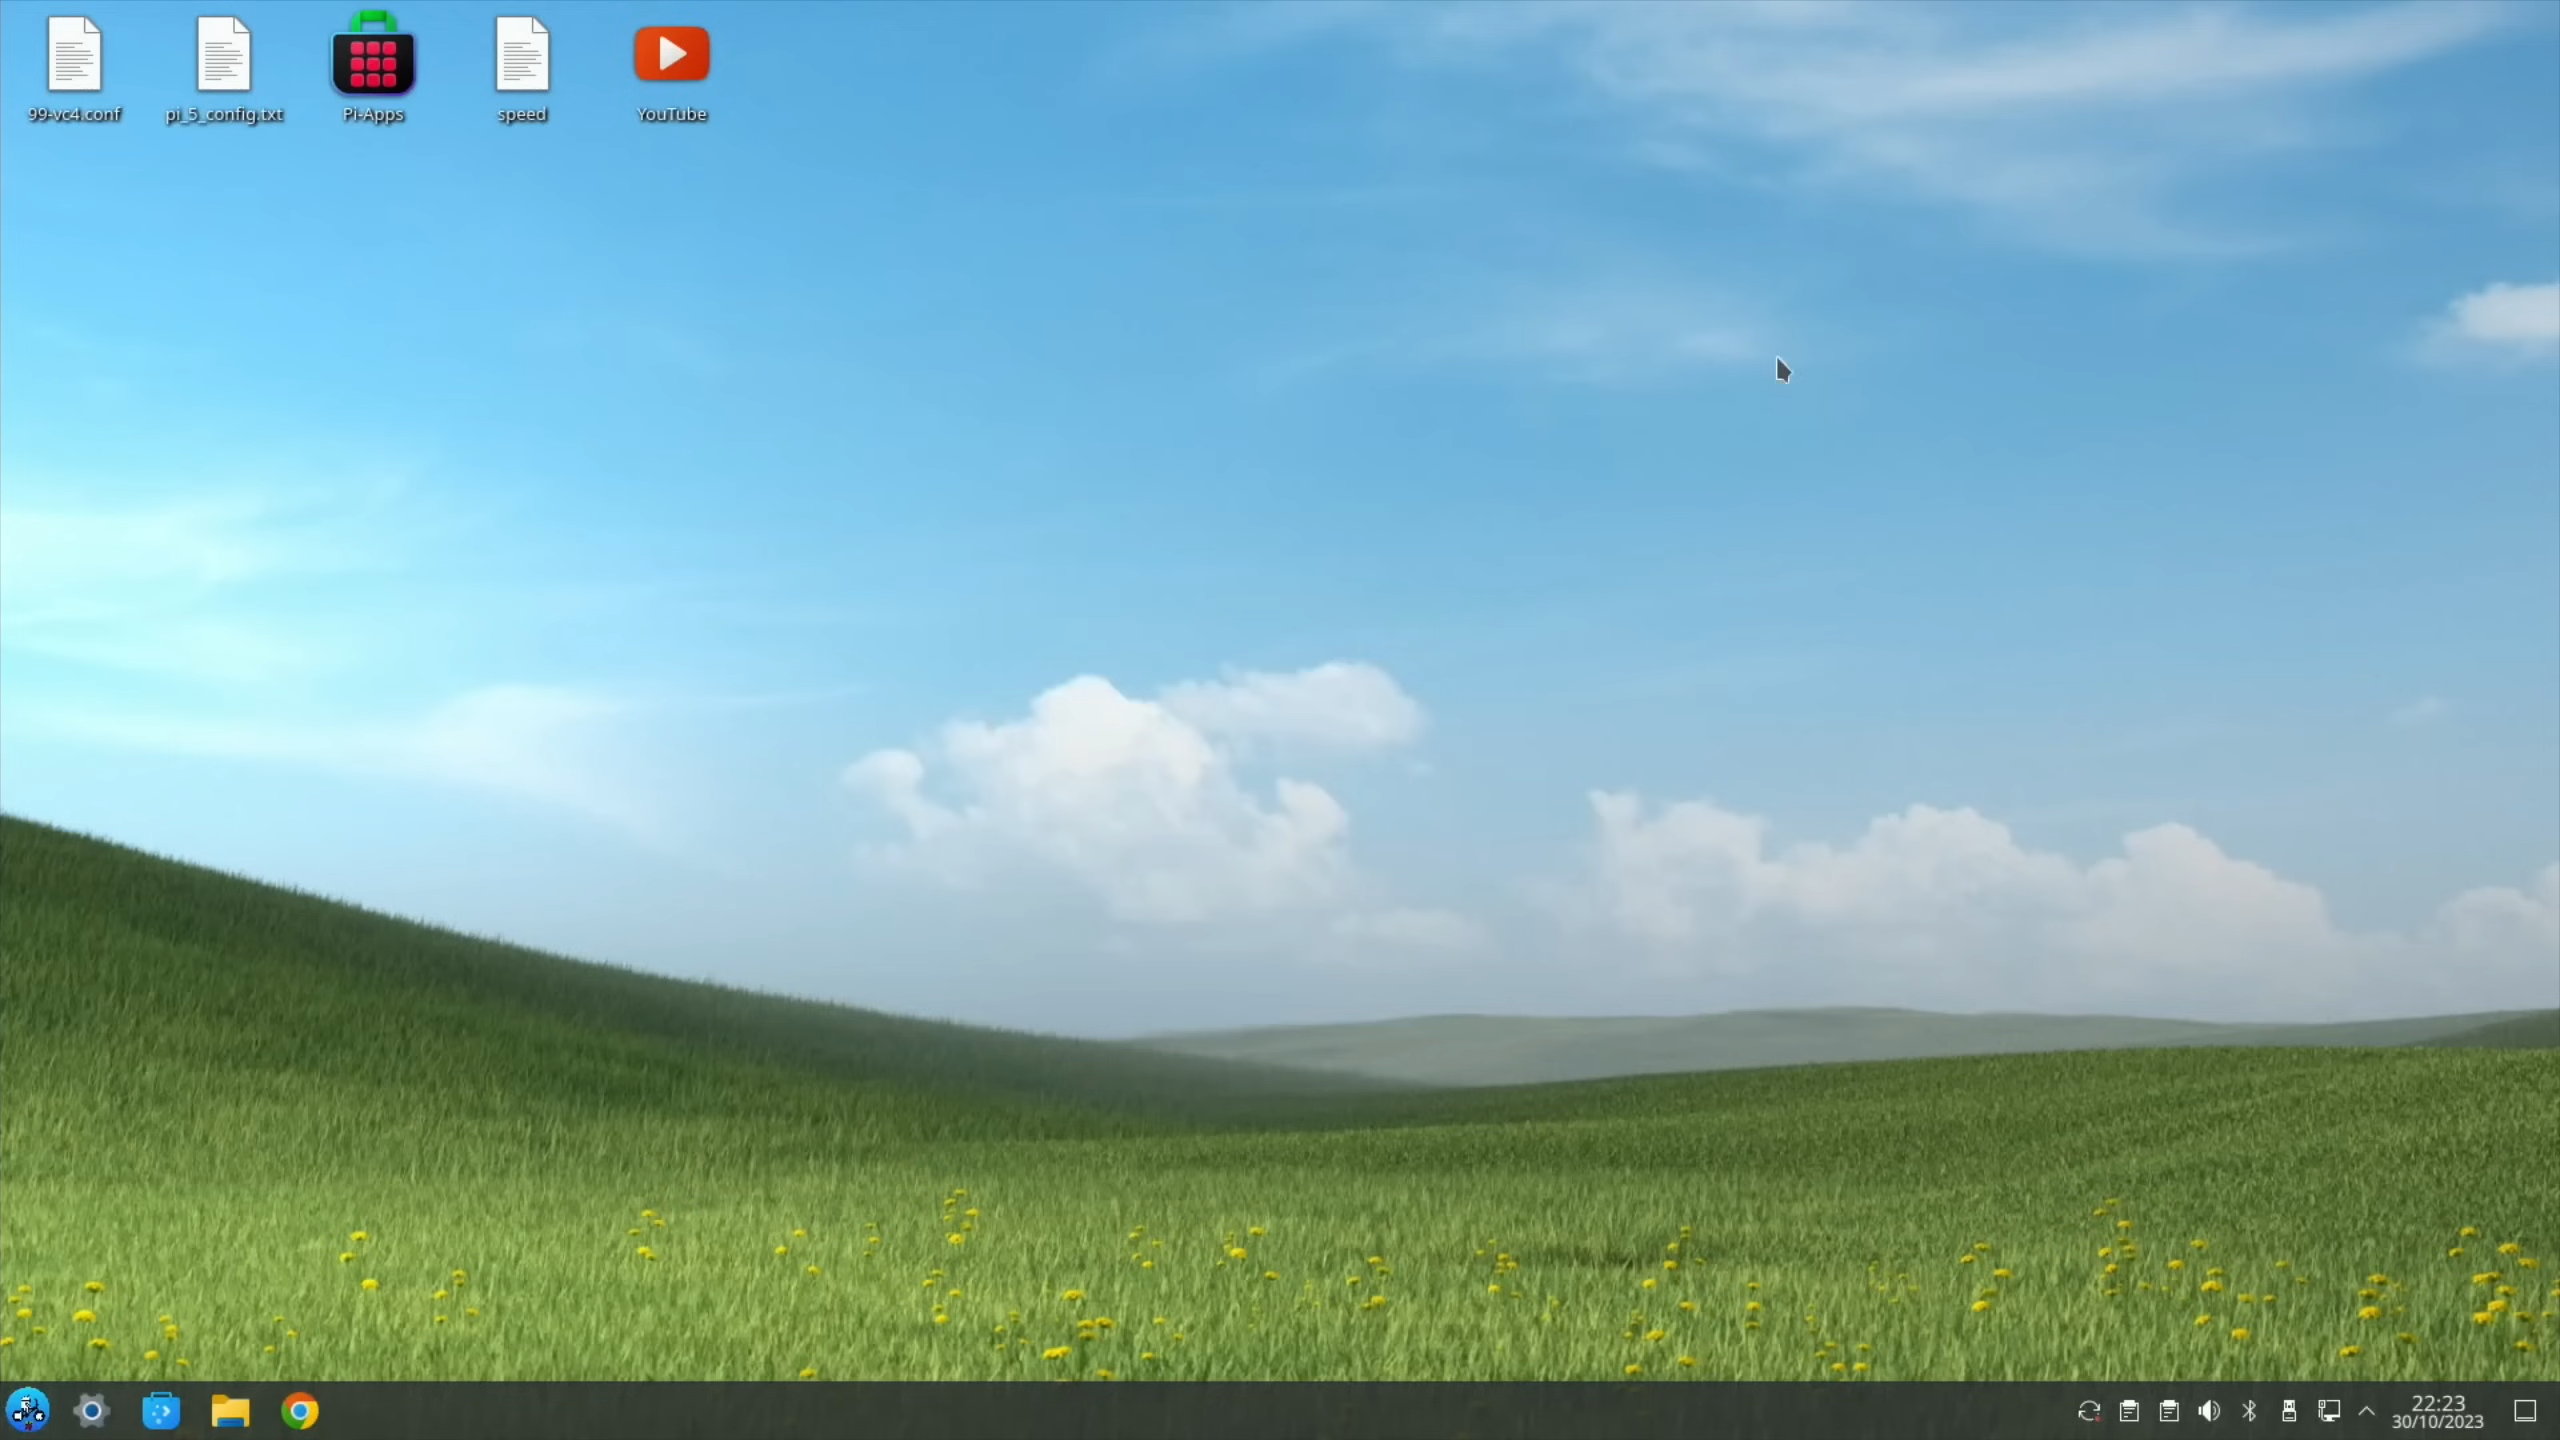 99-vc4.conf
pi_5_config.txt
Pi-Apps
speed
YouTube
22:23
30/10/2023